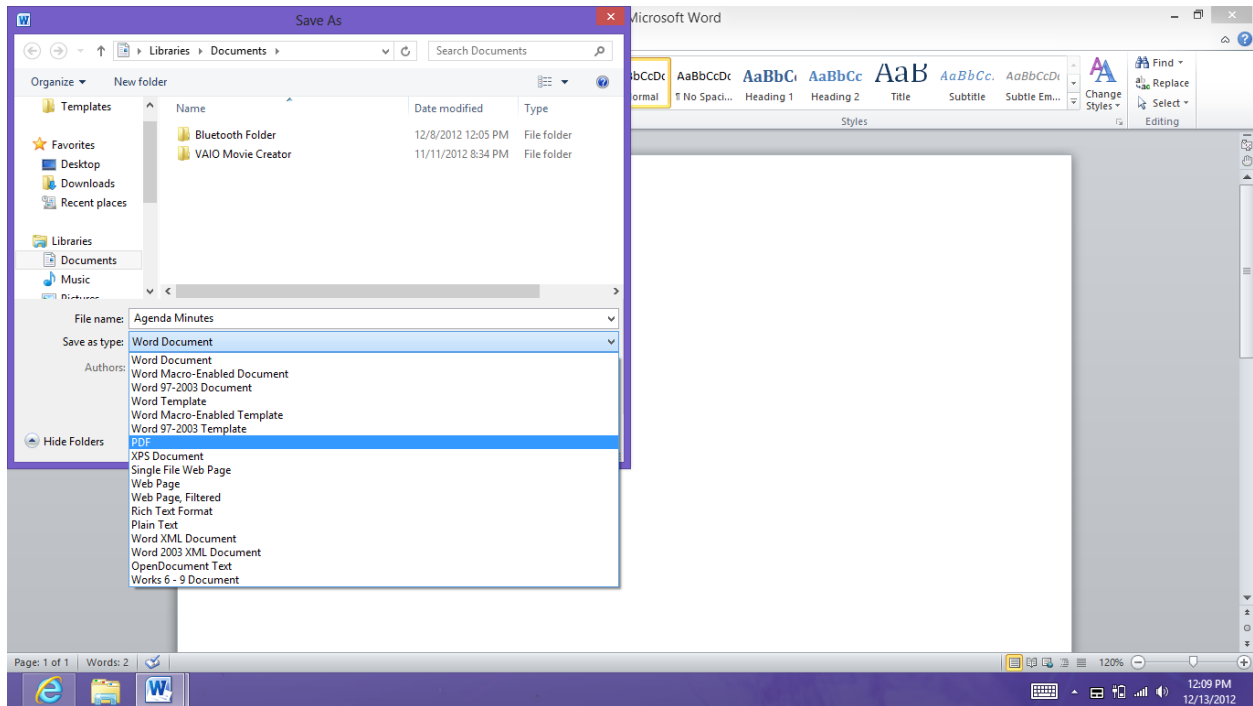 Save As
Microsoft Word
Libraries Documents
Search Documents
Organize New folder
Templates
Favorites
Desktop
Downloads
Recent places
Libraries
Documents
Music
Pictures
Name Date modified Type
Bluetooth Folder 12/8/2012 12:05 PM File folder
VAIO Movie Creator 11/11/2012 8:34 PM File folder
File name: Agenda Minutes
Save as type: Word Document
Authors:
Hide Folders
Word Document
Word Macro-Enabled Document
Word 97-2003 Document
Word Template
Word Macro-Enabled Template
Word 97-2003 Template
PDF
XPS Document
Single File Web Page
Web Page
Web Page, Filtered
Rich Text Format
Plain Text
Word XML Document
Word 2003 XML Document
OpenDocument Text
Works 6 - 9 Document
AaBbCcDc AaBbC AaBbCc AaB AaBbCc. AaBbCcDc
¶ No Spaci... Heading 1 Heading 2 Title Subtitle Subtle Em...
Change
Styles
Styles
Find
Replace
Select
Editing
Page: 1 of 1 Words: 2
120%
12:09 PM
12/13/2012